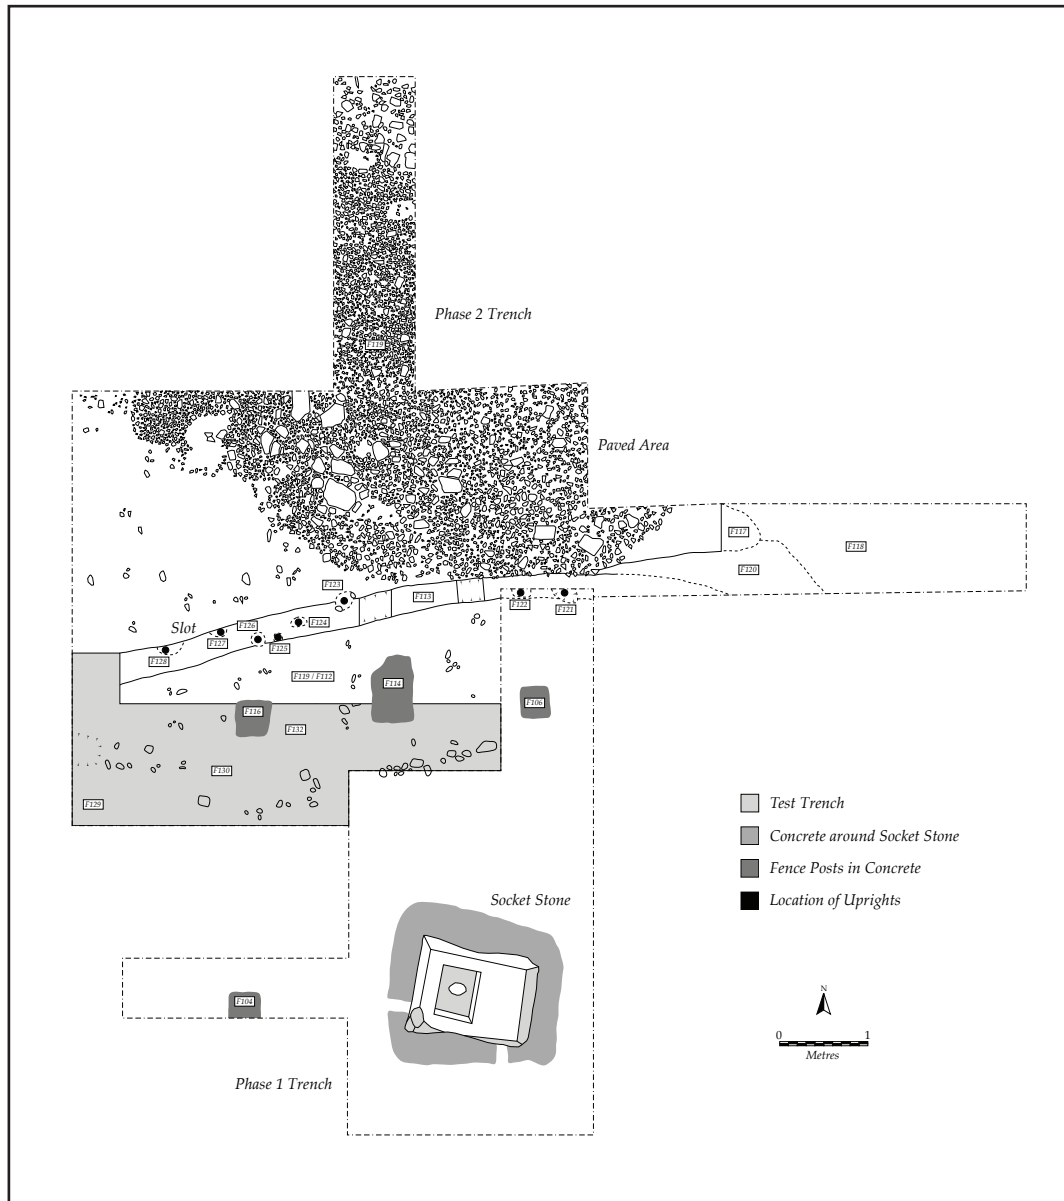 Phase 2 Trench
F119
Paved Area
F117
F118
F120
F123
F113
F122
F121
Slot
F126
F124
F127
F125
F128
F119 / F112
F114
F116
F106
F132
F130
F129
Test Trench
Concrete around Socket Stone
Fence Posts in Concrete
Location of Uprights
Socket Stone
F104
N
0 1
Metres
Phase 1 Trench